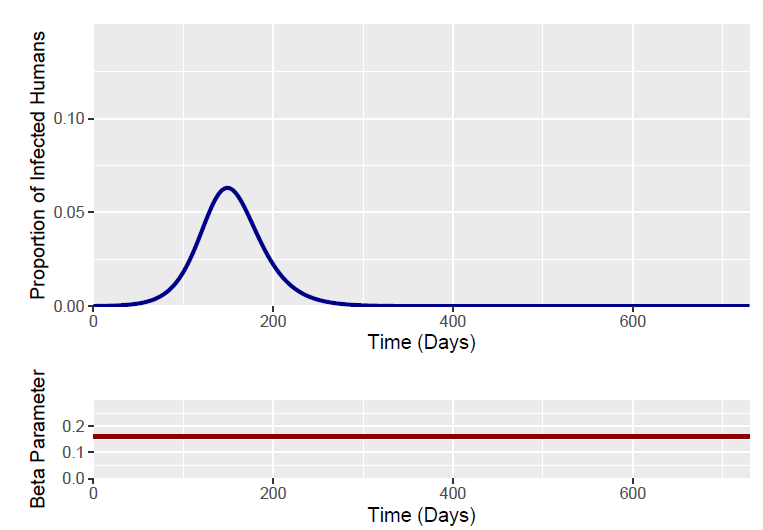 Proportion of Infected Humans
0.10
0.05
0.00
0 200 400 600
Time (Days)
Beta Parameter
0.2
0.1
0.0
0 200 400 600
Time (Days)